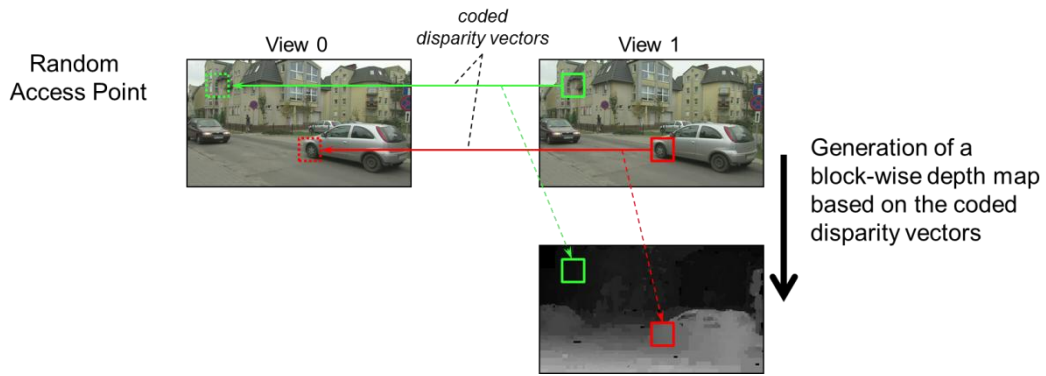 coded
disparity vectors
View 0
View 1
Random
Access Point
Generation of a
block-wise depth map
based on the coded
disparity vectors